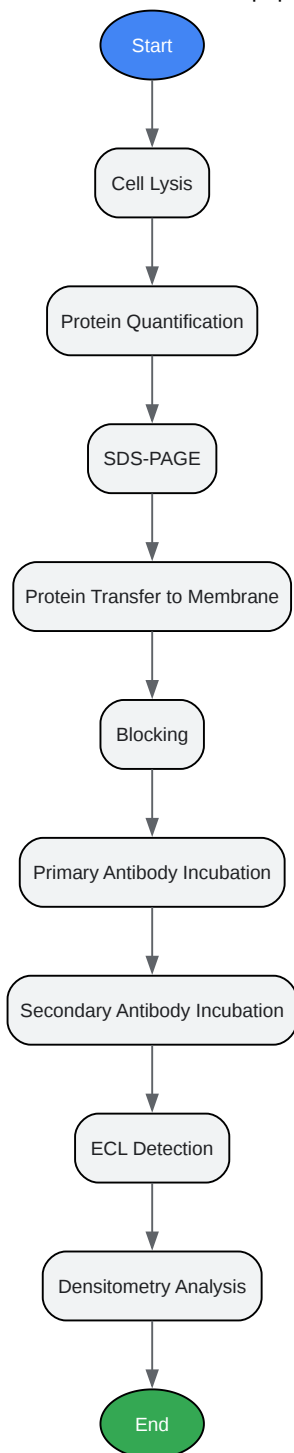 Start
Cell Lysis
Protein Quantification
SDS-PAGE
Protein Transfer to Membrane
Blocking
Primary Antibody Incubation
Secondary Antibody Incubation
ECL Detection
Densitometry Analysis
End